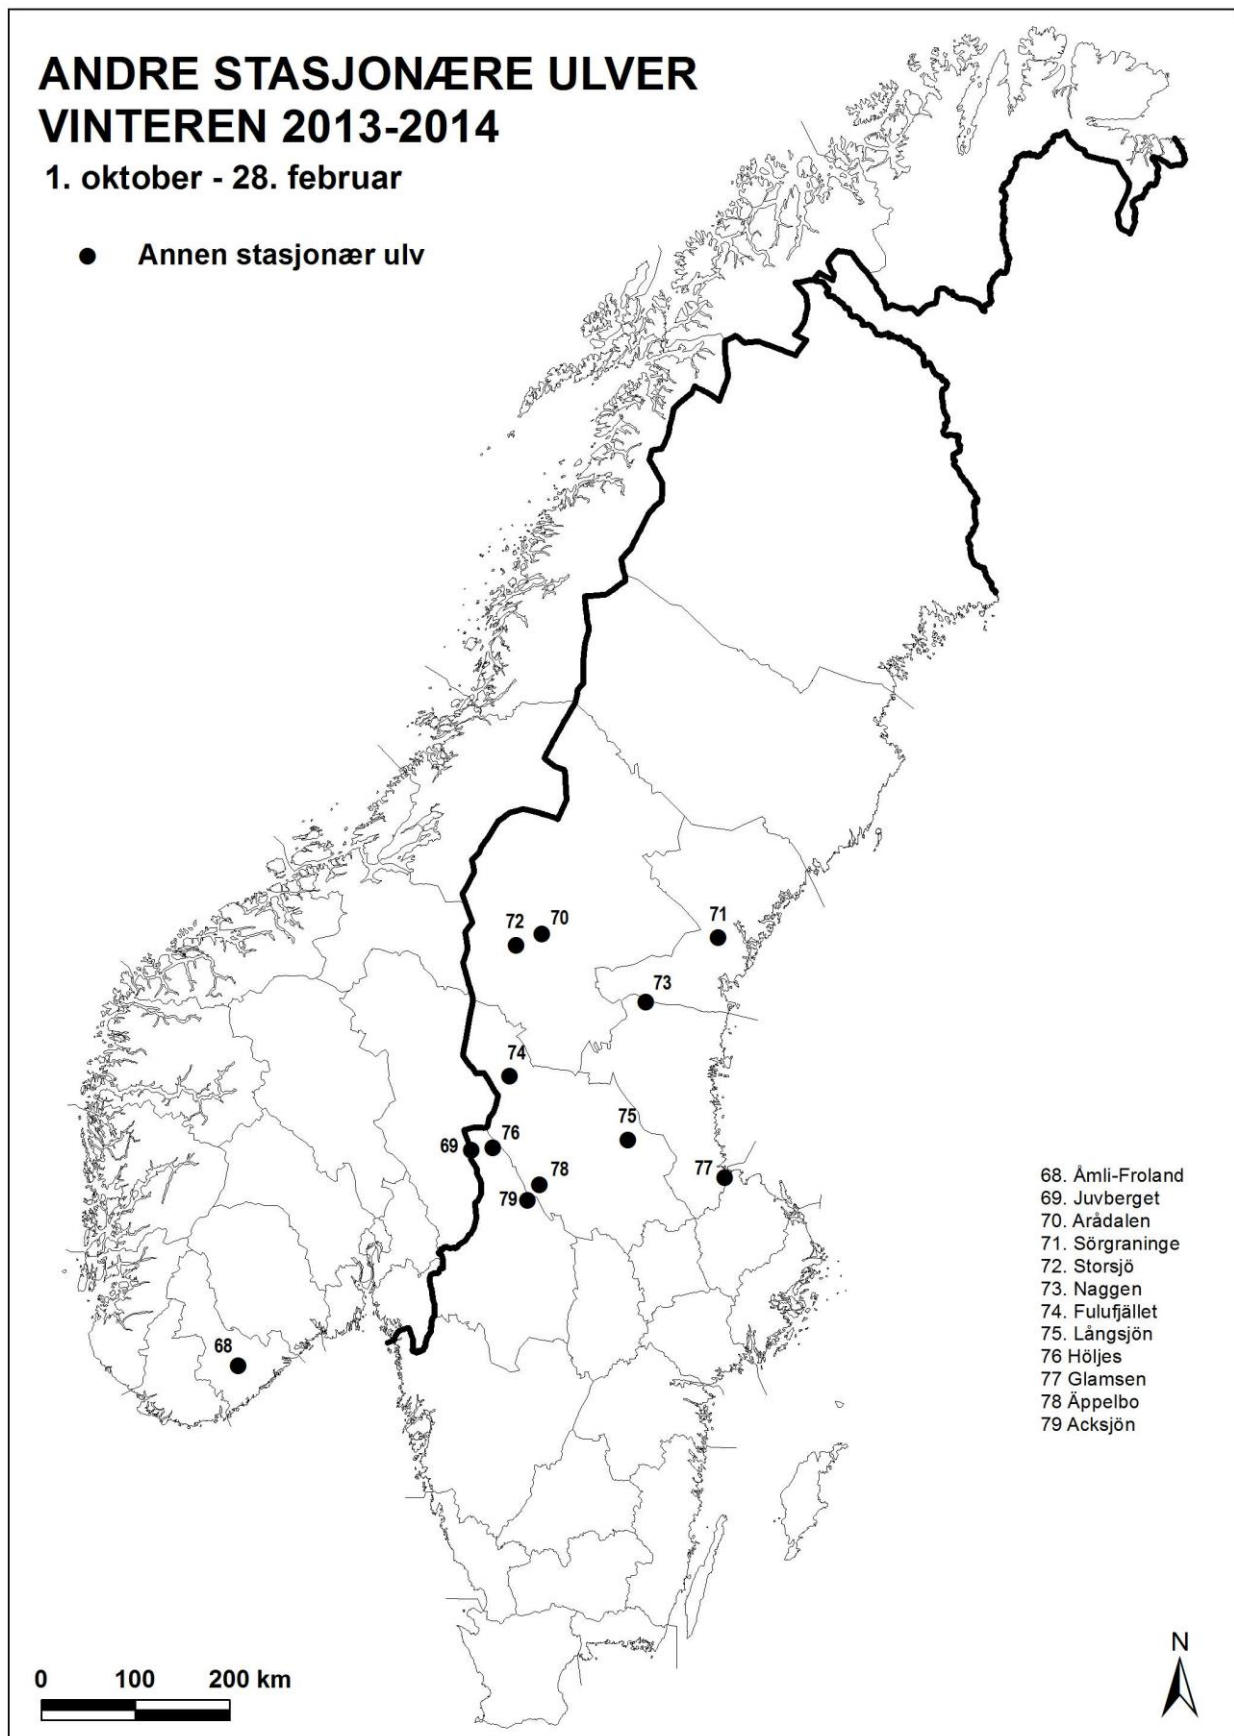 ANDRE STASJONÆRE ULVER
VINTEREN 2013-2014
1. oktober - 28. februar
Annen stasjonær ulv
72
70
71
73
74
75
69
76
78
77
79
68
68. Åmli-Froland
69. Juvberget
70. Arådalen
71. Sörgraninge
72. Storsjö
73. Naggen
74. Fulufjället
75. Långsjön
76 Höljes
77 Glamsen
78 Äppelbo
79 Acksjön
N
0 100 200 km